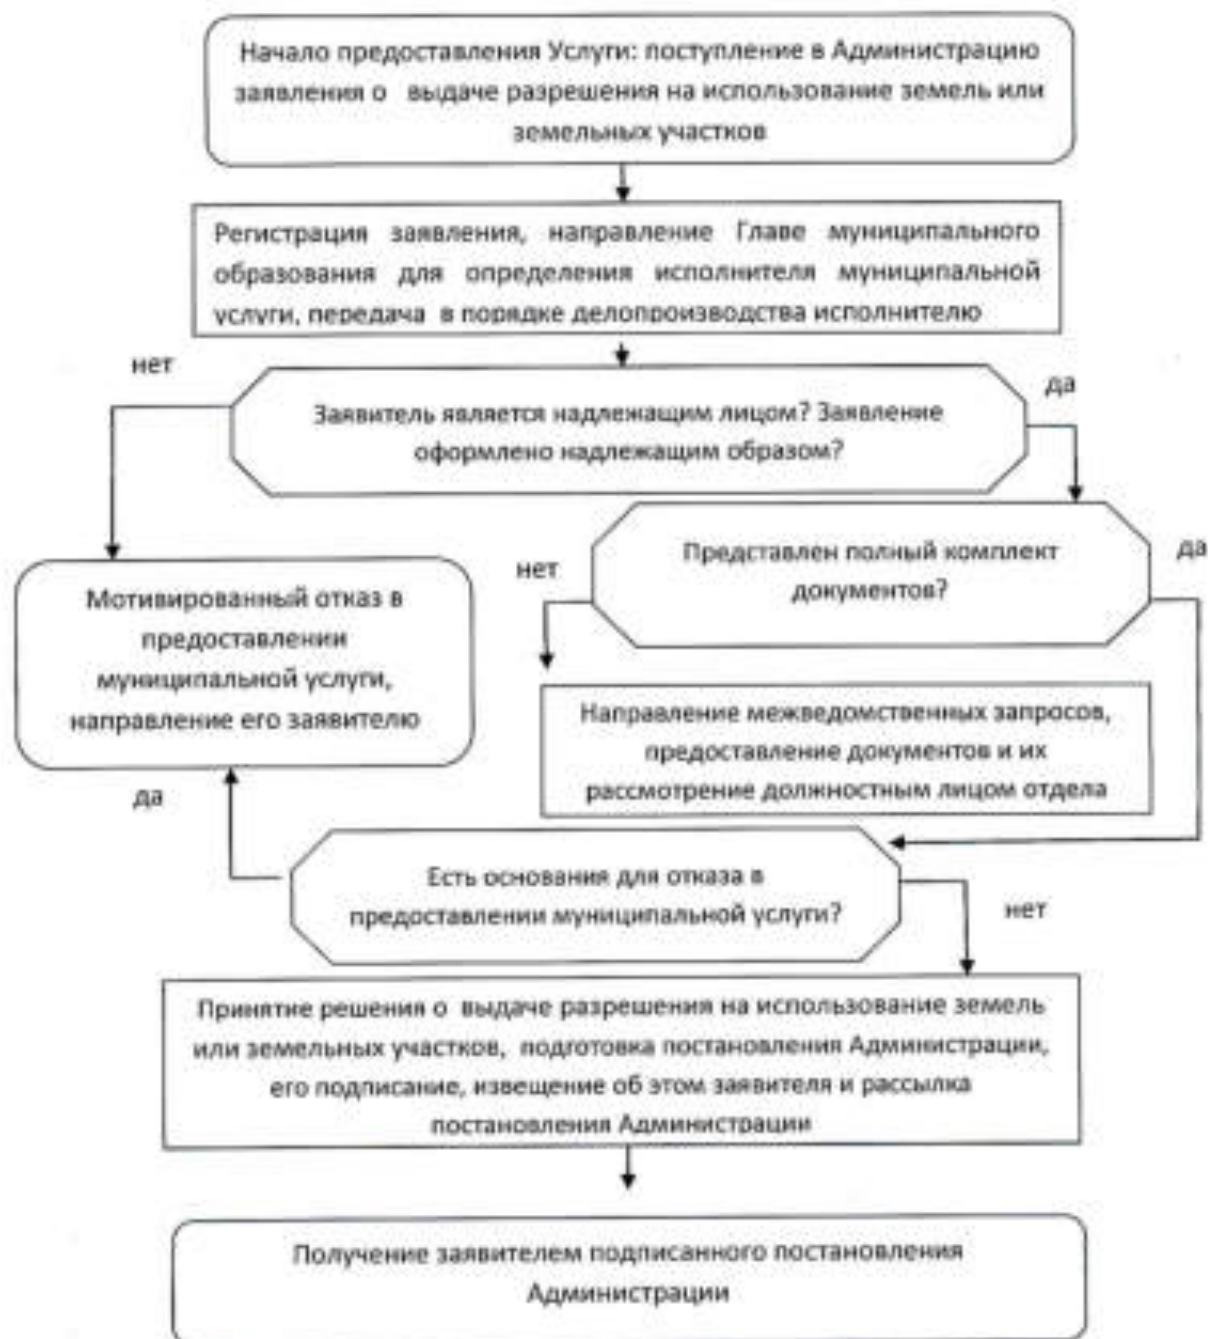 Начало предоставления Услуги: поступление в Администрацию
заявления о выдаче разрешения на использование земель или
земельных участков
Регистрация заявления, направление Главе муниципального
образования для определения исполнителя муниципальной
услуги, передача в порядке делопроизводства исполнителю
нет
да
Заявитель является надлежащим лицом? Заявление
оформлено надлежащим образом?
Представлен полный комплект
документов?
нет
да
Мотивированный отказ в
предоставлении
муниципальной услуги,
направление его заявителю
Направление межведомственных запросов,
предоставление документов и их
рассмотрение должностным лицом отдела
да
Есть основания для отказа в
предоставлении муниципальной услуги?
нет
Принятие решения о выдаче разрешения на использование земель
или земельных участков, подготовка постановления Администрации,
его подписание, извещение об этом заявителя и рассылка
постановления Администрации
Получение заявителем подписанного постановления
Администрации